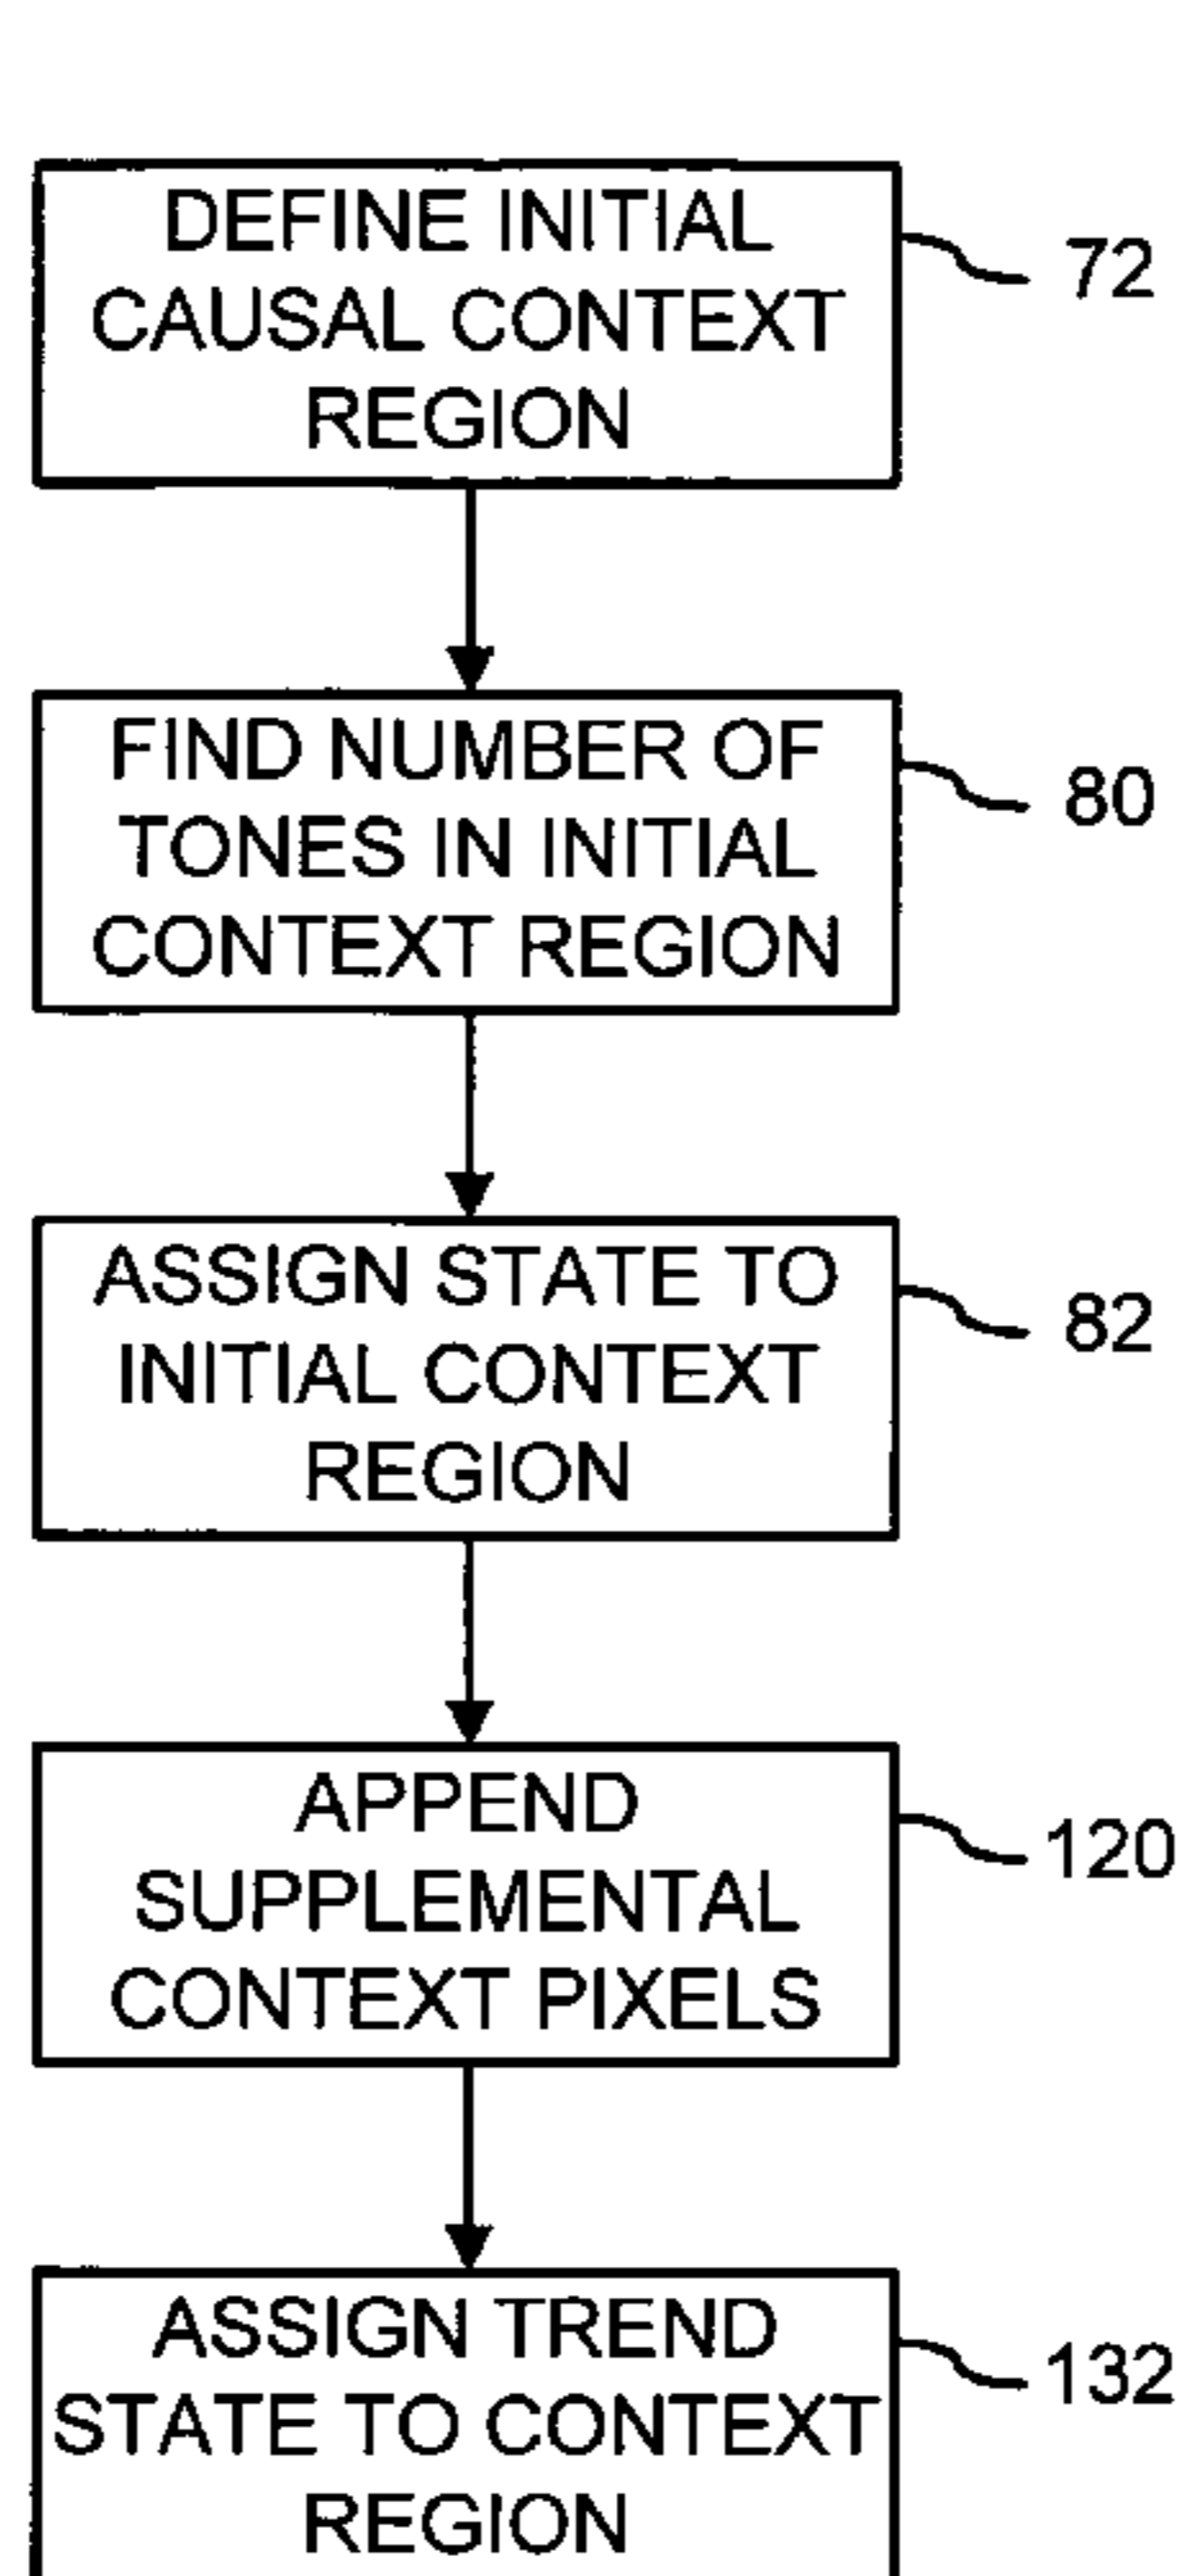 DEFINE INITIAL
CAUSAL CONTEXT
REGION
72
FIND NUMBER OF
TONES IN INITIAL
CONTEXT REGION
80
ASSIGN STATE TO
INITIAL CONTEXT
REGION
82
APPEND
SUPPLEMENTAL
CONTEXT PIXELS
120
ASSIGN TREND
STATE TO CONTEXT
REGION
132